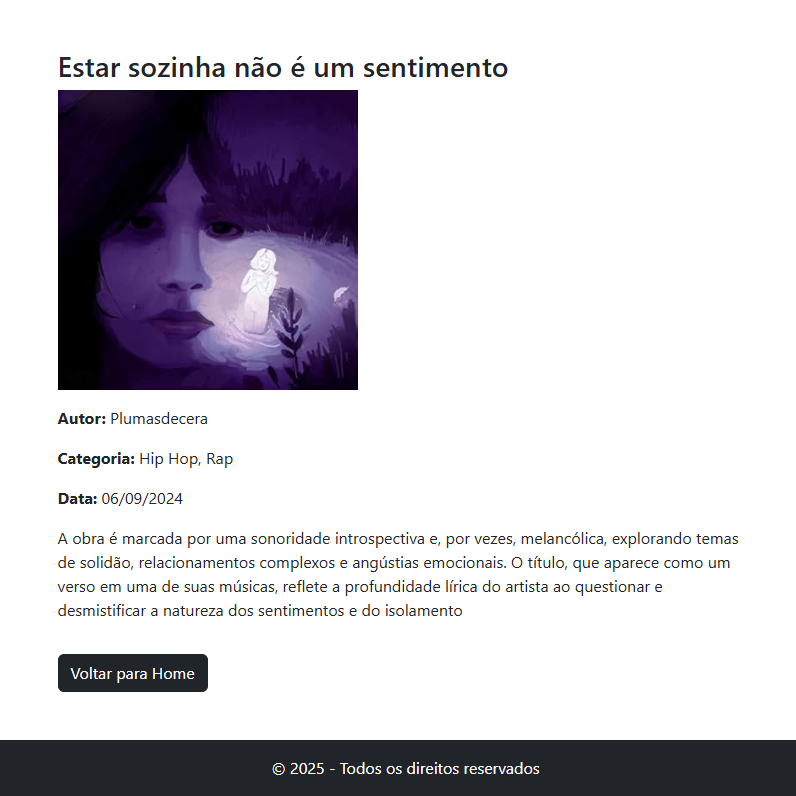 Estar sozinha não é um sentimento
Autor: Plumasdecera
Categoria: Hip Hop, Rap
Data: 06/09/2024
A obra é marcada por uma sonoridade introspectiva e, por vezes, melancólica, explorando temas
de solidão, relacionamentos complexos e angústias emocionais. O título, que aparece como um
verso em uma de suas músicas, reflete a profundidade lírica do artista ao questionar e
desmistificar a natureza dos sentimentos e do isolamento
Voltar para Home
© 2025 - Todos os direitos reservados